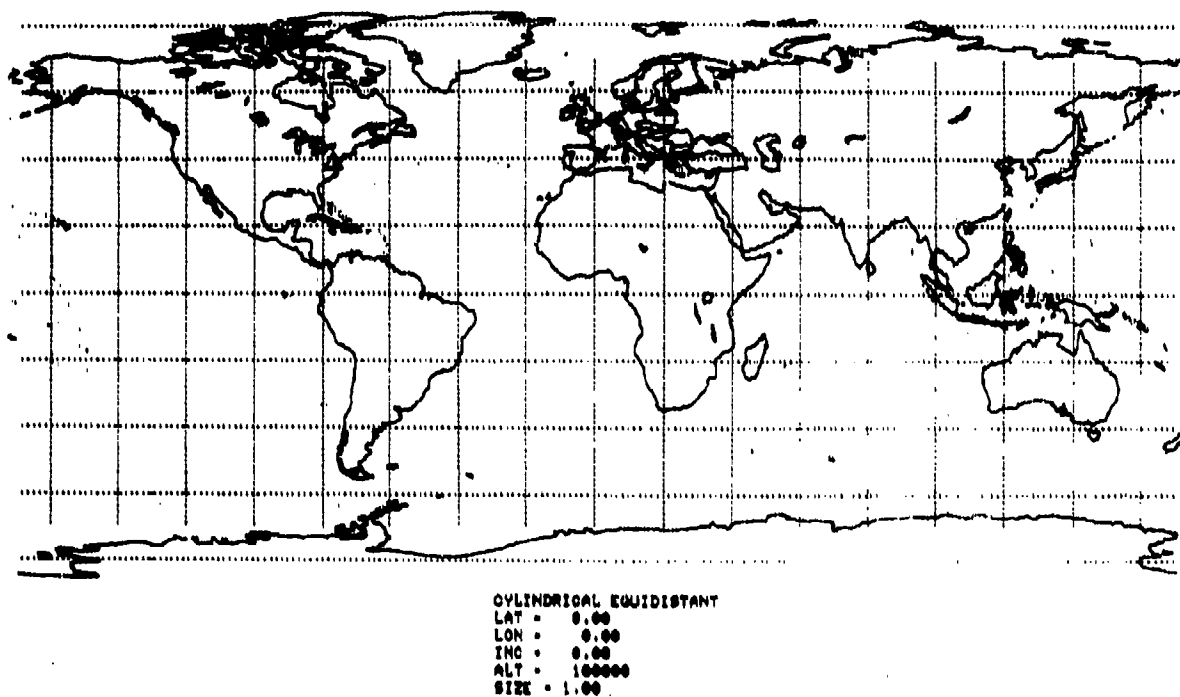 CYLINDRICAL EQUIDISTANT
LAT = 0.00
LON = 0.00
INC = 0.00
ALT = 100000
SIZE = 1.00